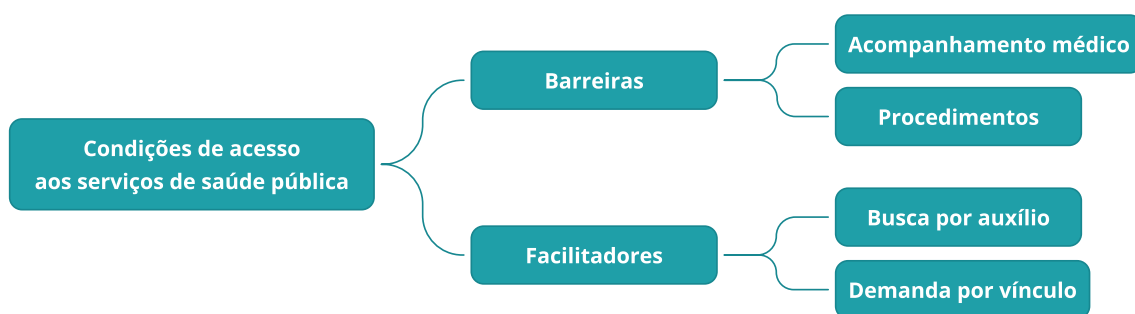 Condições de acesso
aos serviços de saúde pública
Barreiras
Acompanhamento médico
Procedimentos
Facilitadores
Busca por auxílio
Demanda por vínculo